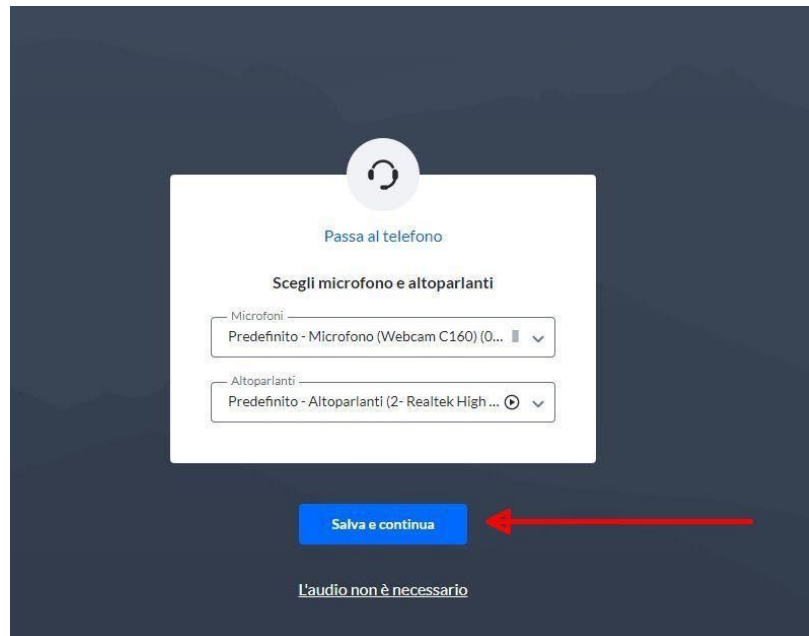 Passa al telefono
Scegli microfono e altoparlanti
Microfoni
Predefinito - Microfono (Webcam C160) (0...
Altoparlanti
Predefinito - Altoparlanti (2- Realtek High ...
Salva e continua
L'audio non è necessario